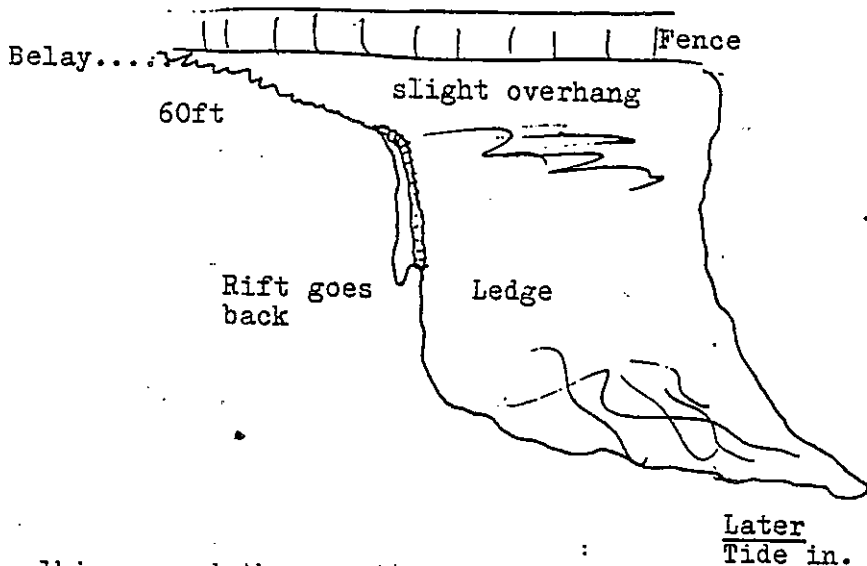 Fence
Belay....
slight overhang
60ft
Rift goes
back
Ledge
Later
Tide in.